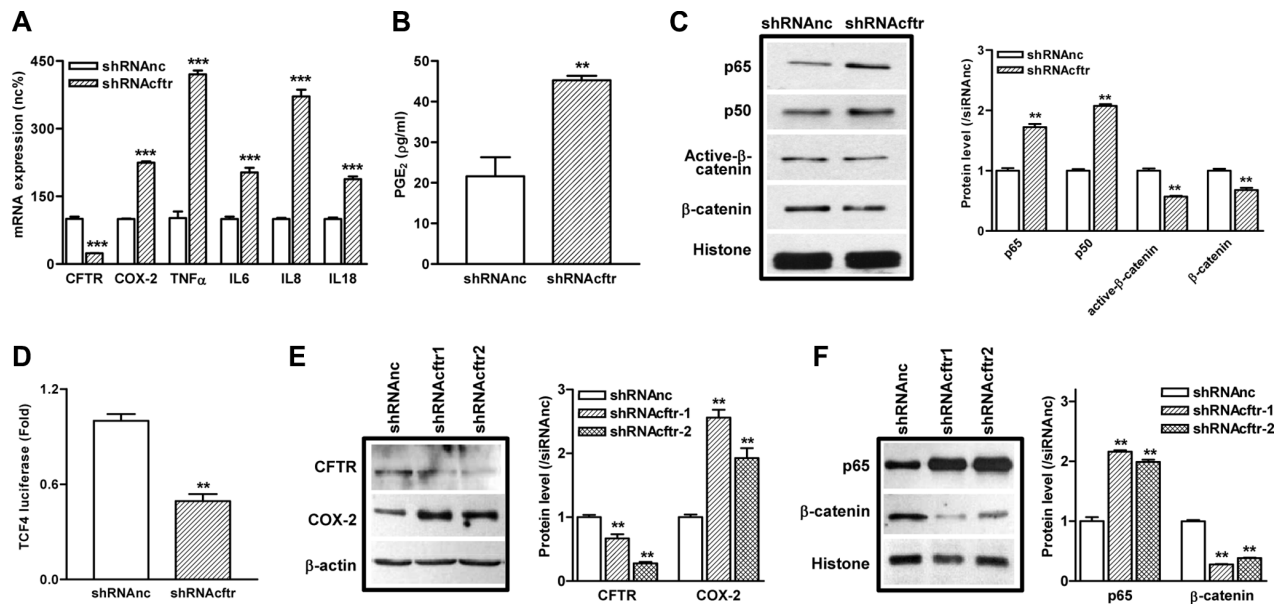 A
shRNAnc
shRNAcftr
mRNA expression (nc%)
450
300
150
0
***
***
***
***
***
***
CFTR COX-2 TNFα IL6 IL8 IL18
B
PGE₂ (ρg/ml)
50
40
30
20
10
0
**
shRNAnc shRNAcftr
C
shRNAnc shRNAcftr
p65
p50
Active-β-
catenin
β-catenin
Histone
shRNAnc
shRNAcftr
Protein level (/siRNAnc)
3
2
1
0
**
**
**
**
p65
p50
active-β-catenin
β-catenin
D
TCF4 luciferase (Fold)
1.2
0.6
0.0
**
shRNAnc shRNAcftr
E
shRNAnc
shRNAcftr1
shRNAcftr2
CFTR
COX-2
β-actin
shRNAnc
shRNAcftr-1
shRNAcftr-2
Protein level (/siRNAnc)
3
2
1
0
**
**
**
**
CFTR COX-2
F
shRNAnc
shRNAcftr1
shRNAcftr2
p65
β-catenin
Histone
shRNAnc
shRNAcftr-1
shRNAcftr-2
Protein level (/siRNAnc)
3
2
1
0
**
**
**
**
p65 β-catenin